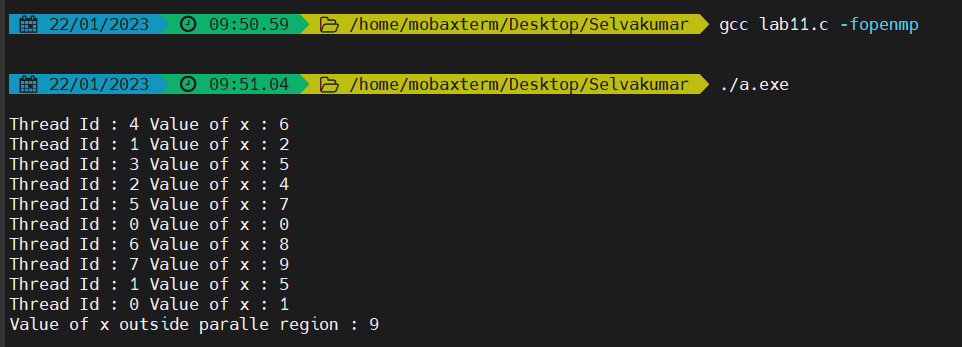 22/01/2023 09:50.59 /home/mobaxterm/Desktop/Selvakumar gcc lab11.c -fopenmp
22/01/2023 09:51.04 /home/mobaxterm/Desktop/Selvakumar ./a.exe
Thread Id : 4 Value of x : 6
Thread Id : 1 Value of x : 2
Thread Id : 3 Value of x : 5
Thread Id : 2 Value of x : 4
Thread Id : 5 Value of x : 7
Thread Id : 0 Value of x : 0
Thread Id : 6 Value of x : 8
Thread Id : 7 Value of x : 9
Thread Id : 1 Value of x : 5
Thread Id : 0 Value of x : 1
Value of x outside paralle region : 9